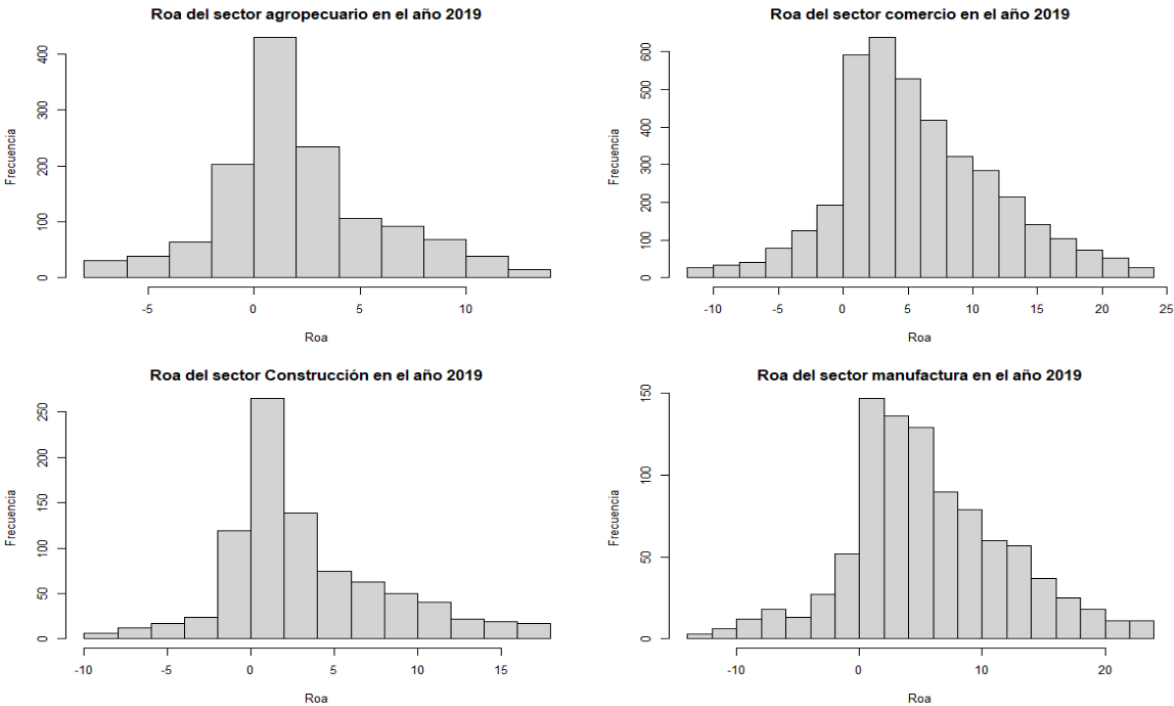 Roa del sector agropecuario en el año 2019
Frecuencia
400
300
200
100
0
-5 0 5 10
Roa
Roa del sector comercio en el año 2019
Frecuencia
600
500
400
300
200
100
0
-10 -5 0 5 10 15 20 25
Roa
Roa del sector Construcción en el año 2019
Frecuencia
250
200
150
100
50
0
-10 -5 0 5 10 15
Roa
Roa del sector manufactura en el año 2019
Frecuencia
150
100
50
0
-10 0 10 20
Roa